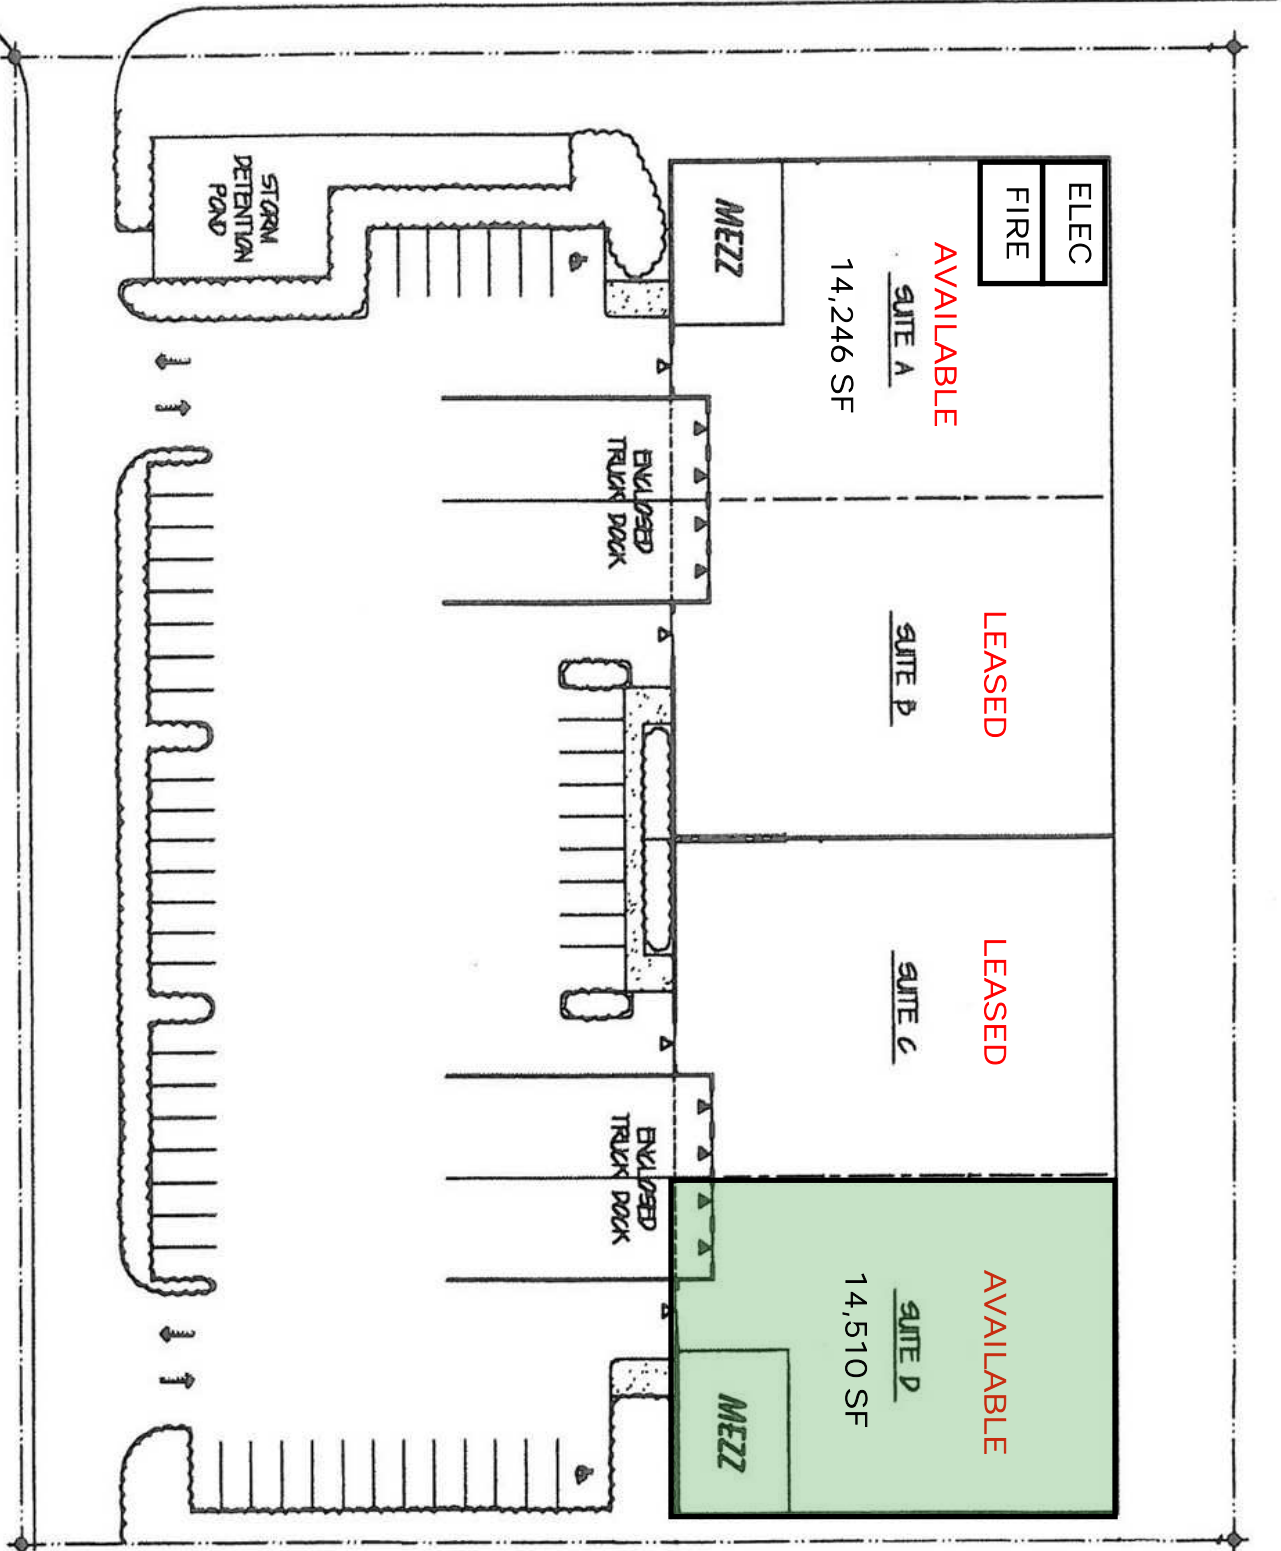 STORM
DETENTION
POND
MEZZ
ELEC
FIRE
AVAILABLE
SUITE A
14,246 SF
ENCLOSED
TRUCK DOCK
LEASED
SUITE B
LEASED
SUITE C
ENCLOSED
TRUCK DOCK
AVAILABLE
SUITE D
14,510 SF
MEZZ